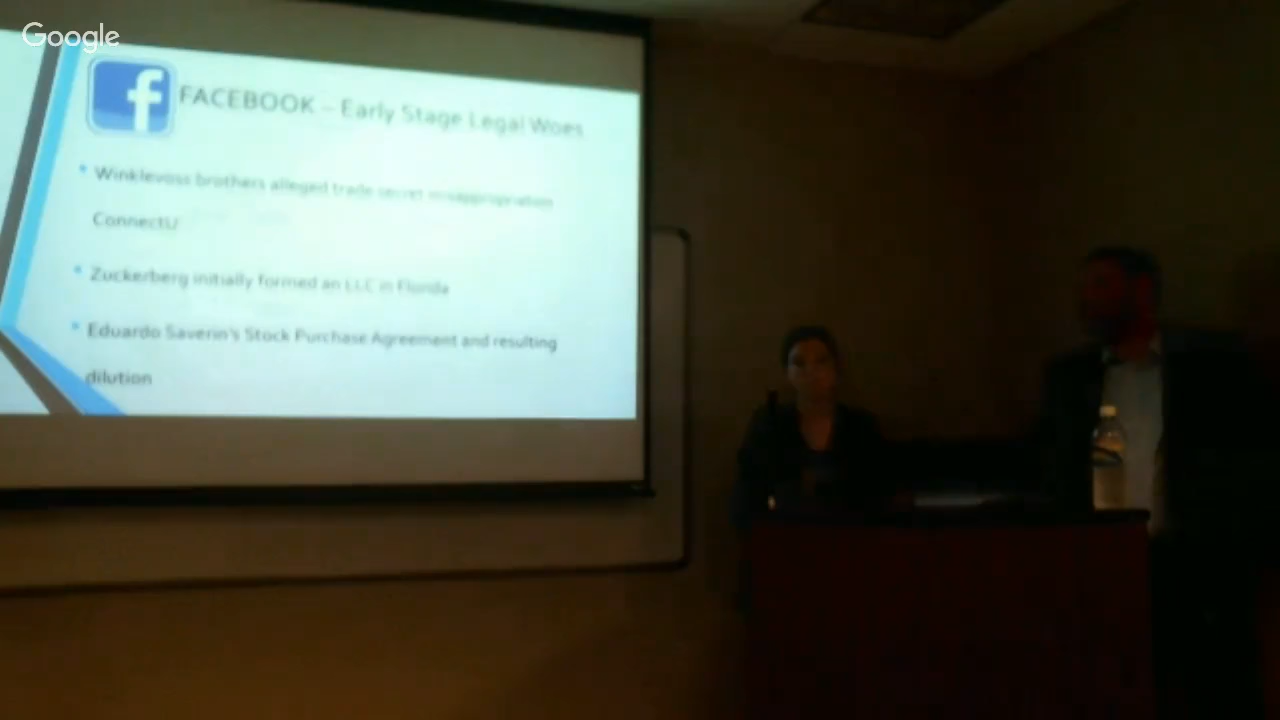 Google
FACEBOOK – Early Stage Legal Woes
• Winklevoss brothers alleged trade secret misappropriation
ConnectU
• Zuckerberg initially formed an LLC in Florida
• Eduardo Saverin's Stock Purchase Agreement and resulting
dilution